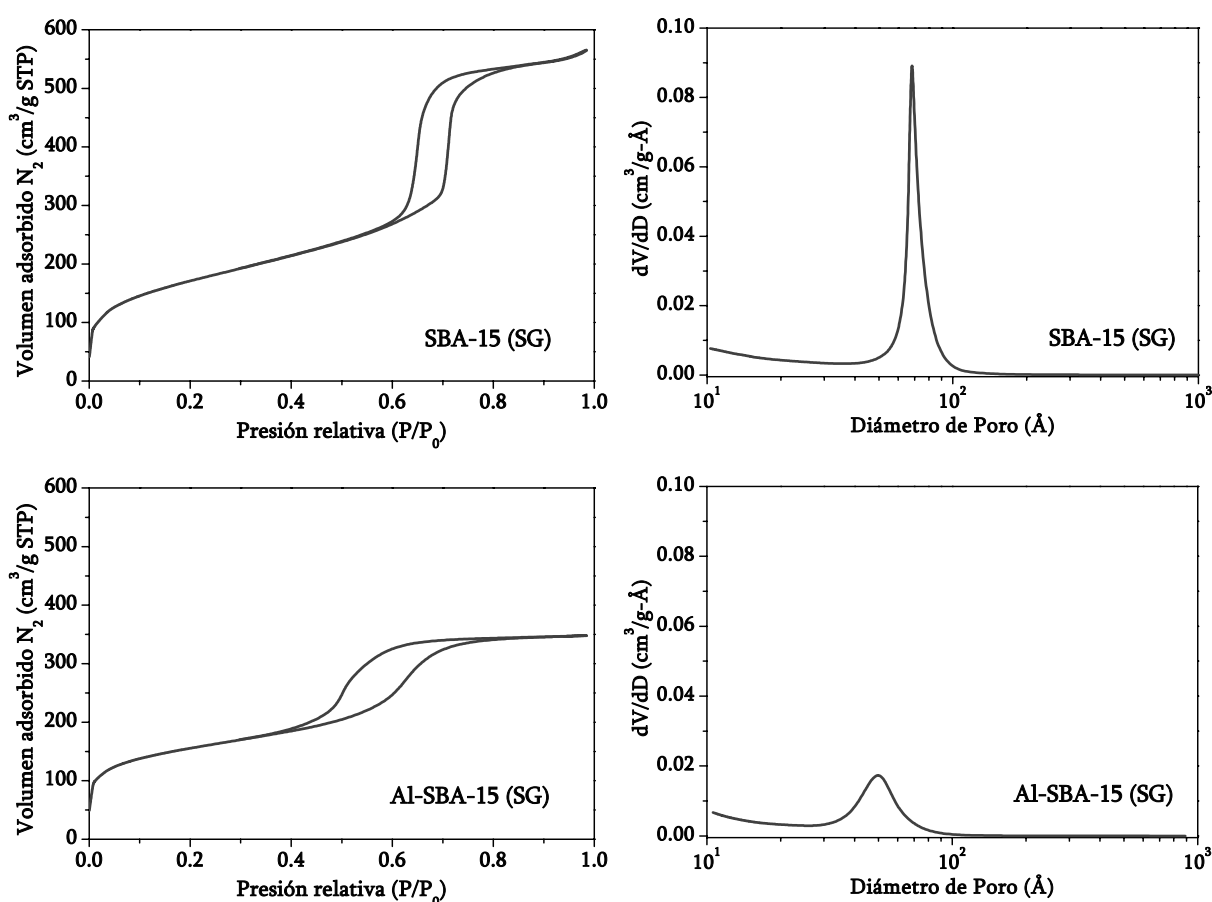 Volumen adsorbido N₂ (cm³/g STP)
600
500
400
300
200
100
0
SBA-15 (SG)
0.0 0.2 0.4 0.6 0.8 1.0
Presión relativa (P/P₀)
dV/dD (cm³/g-Å)
0.10
0.08
0.06
0.04
0.02
0.00
SBA-15 (SG)
10¹ 10² 10³
Diámetro de Poro (Å)
Volumen adsorbido N₂ (cm³/g STP)
600
500
400
300
200
100
0
Al-SBA-15 (SG)
0.0 0.2 0.4 0.6 0.8 1.0
Presión relativa (P/P₀)
dV/dD (cm³/g-Å)
0.10
0.08
0.06
0.04
0.02
0.00
Al-SBA-15 (SG)
10¹ 10² 10³
Diámetro de Poro (Å)